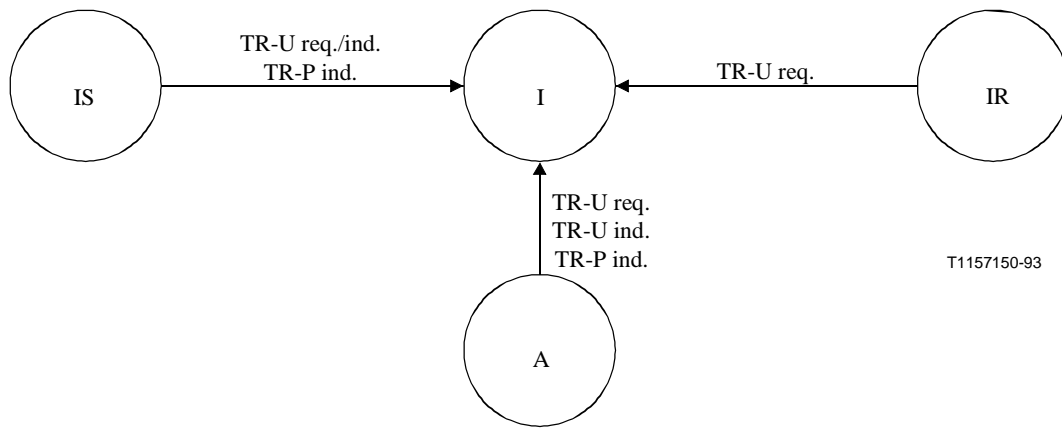 TR-U req./ind.
TR-P ind.
TR-U req.
IS
I
IR
TR-U req.
TR-U ind.
TR-P ind.
T1157150-93
A